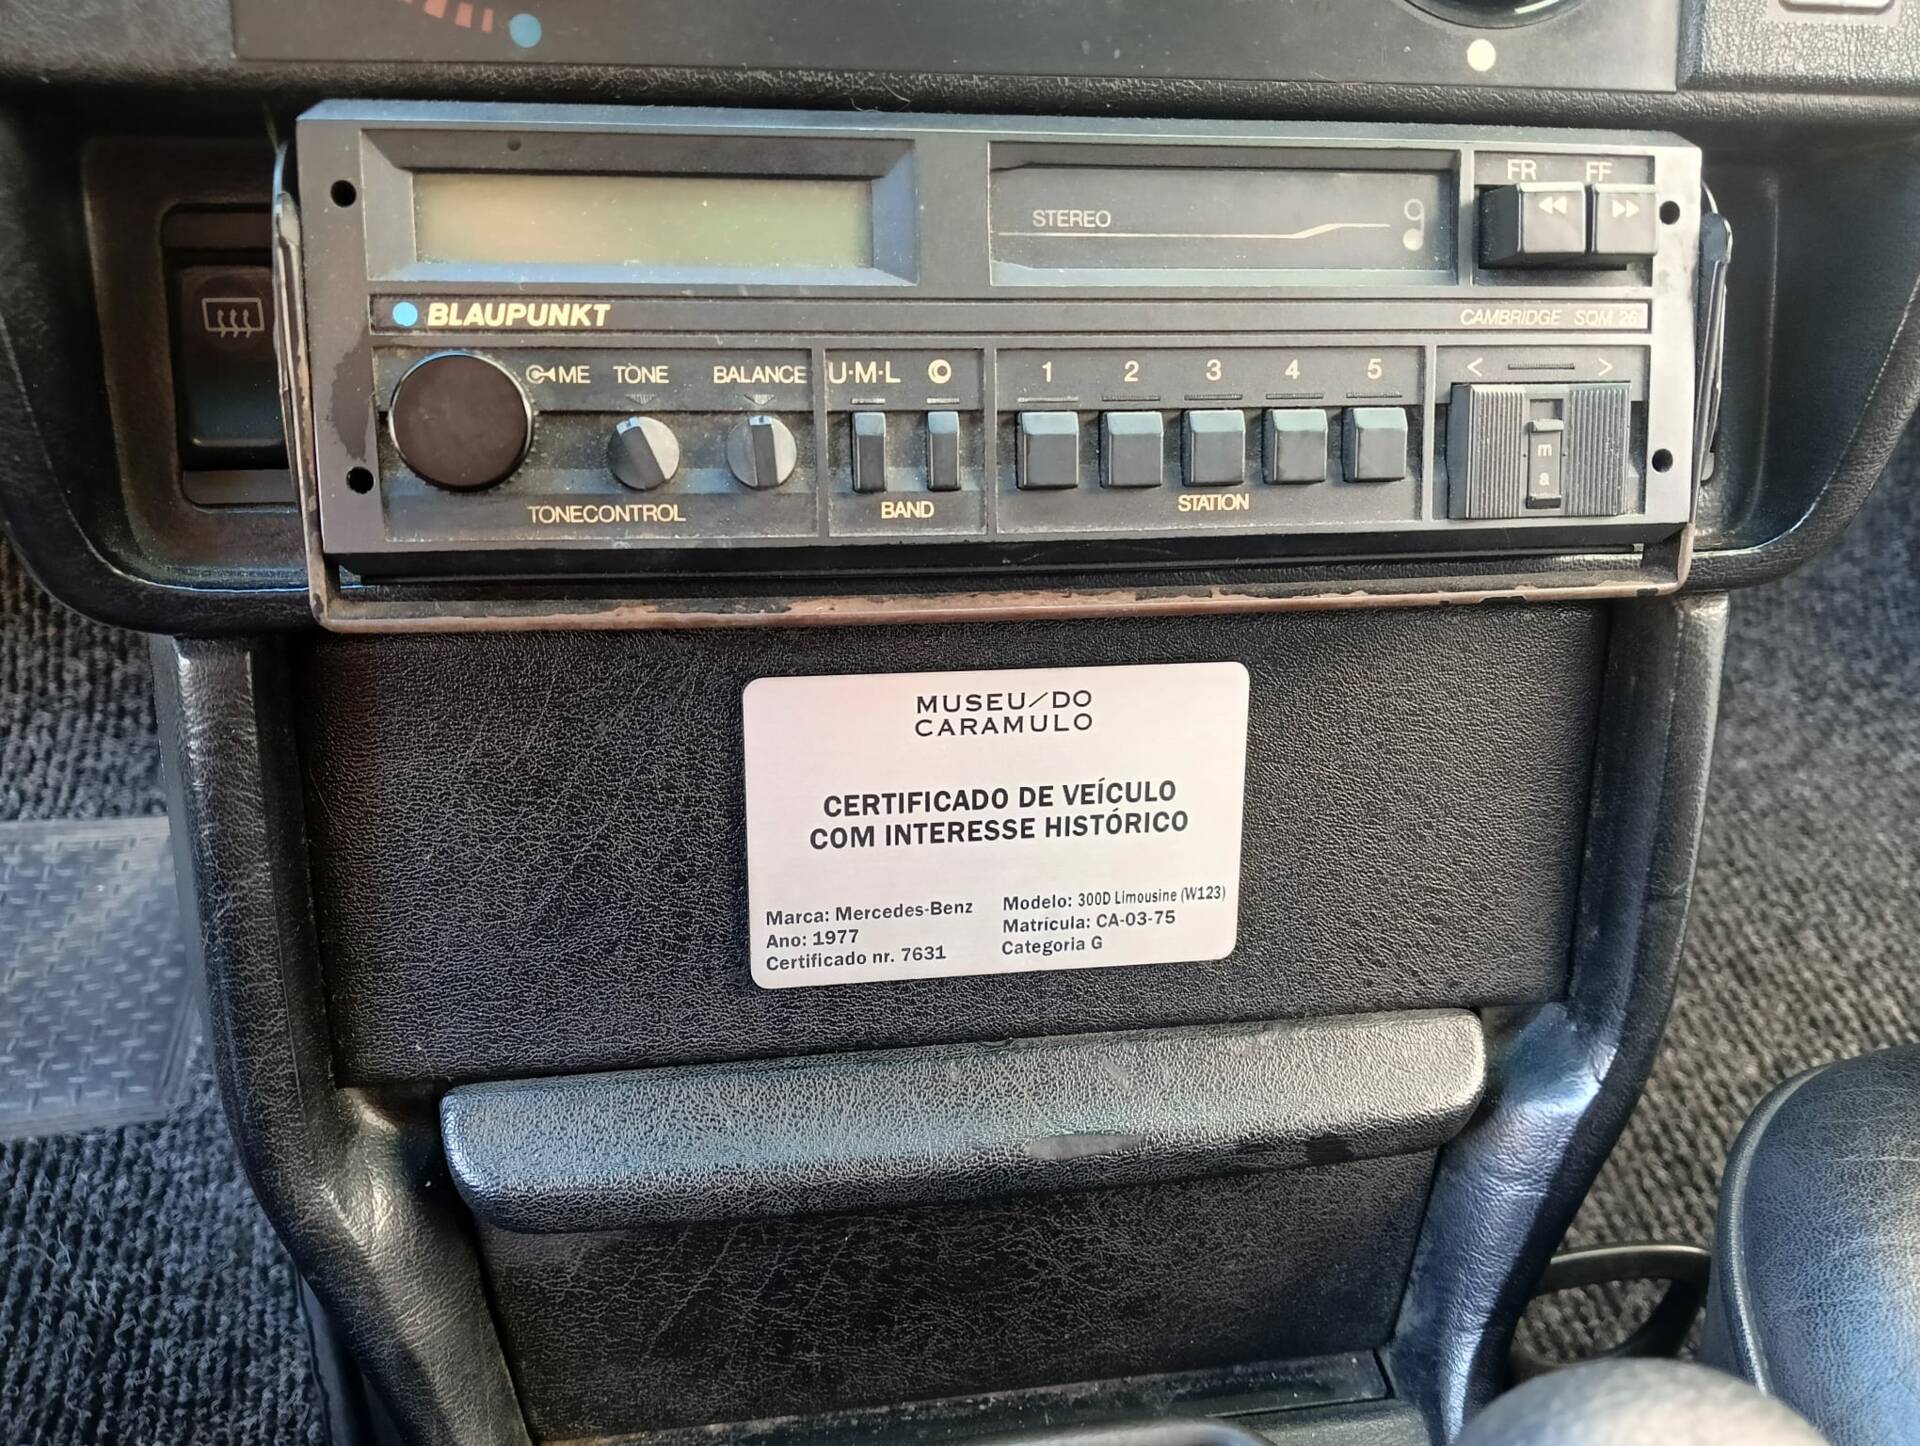 FR FF
STEREO
BLAUPUNKT CAMBRIDGE SQM 26
ME TONE BALANCE U·M·L 1 2 3 4 5 < >
m
a
TONECONTROL BAND STATION
MUSEU/DO
CARAMULO
CERTIFICADO DE VEÍCULO
COM INTERESSE HISTÓRICO
Marca: Mercedes-Benz
Ano: 1977
Certificado nr. 7631
Modelo: 300D Limousine (W123)
Matrícula: CA-03-75
Categoria G